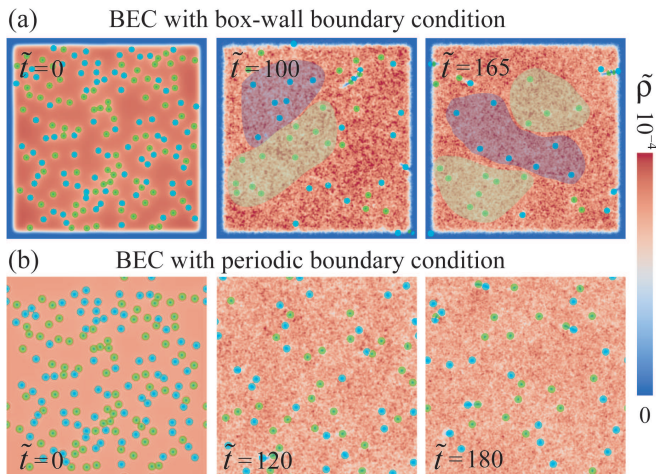 (a) BEC with box-wall boundary condition
t̃=0
t̃=100
t̃=165
ρ̃
10⁻⁴
(b) BEC with periodic boundary condition
t̃=0
t̃=120
t̃=180
0